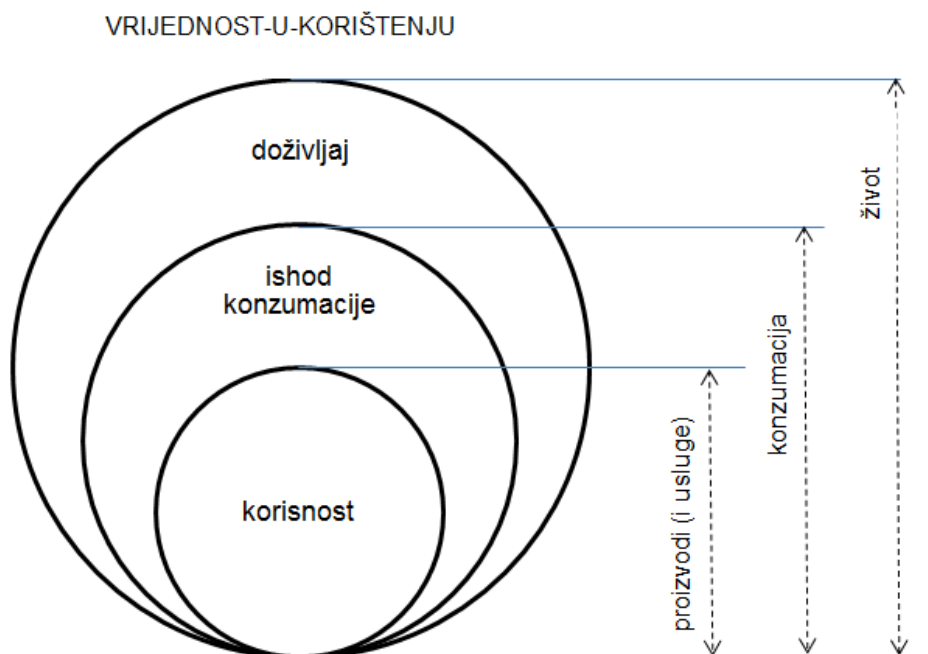 VRIJEDNOST-U-KORIŠTENJU
doživljaj
ishod
konzumacije
korisnost
proizvodi (i usluge)
konzumacija
život